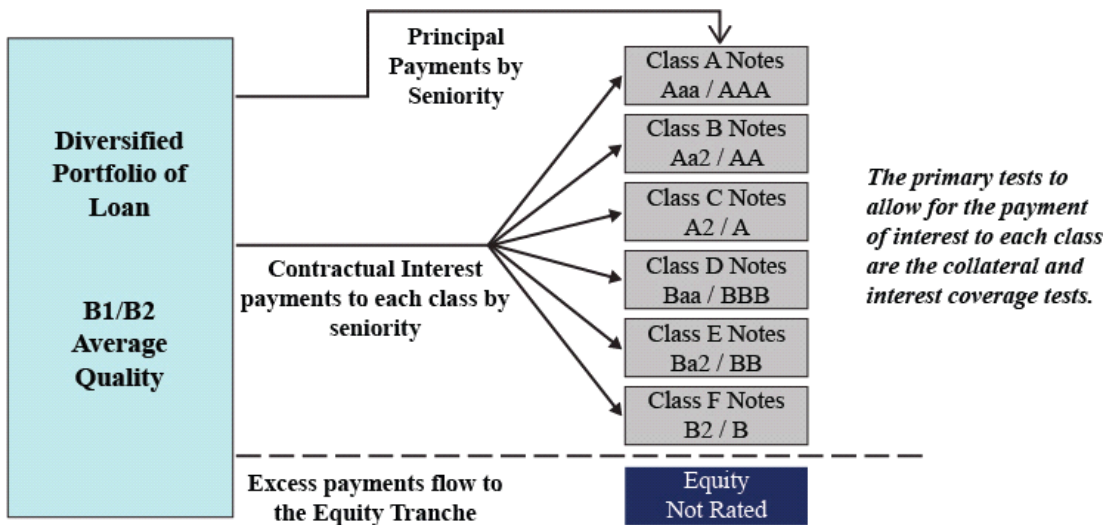 Principal
Payments by
Seniority
Diversified
Portfolio of
Loan
B1/B2
Average
Quality
Contractual Interest
payments to each class by
seniority
Class A Notes
Aaa / AAA
Class B Notes
Aa2 / AA
Class C Notes
A2 / A
Class D Notes
Baa / BBB
Class E Notes
Ba2 / BB
Class F Notes
B2 / B
The primary tests to
allow for the payment
of interest to each class
are the collateral and
interest coverage tests.
Excess payments flow to
the Equity Tranche
Equity
Not Rated